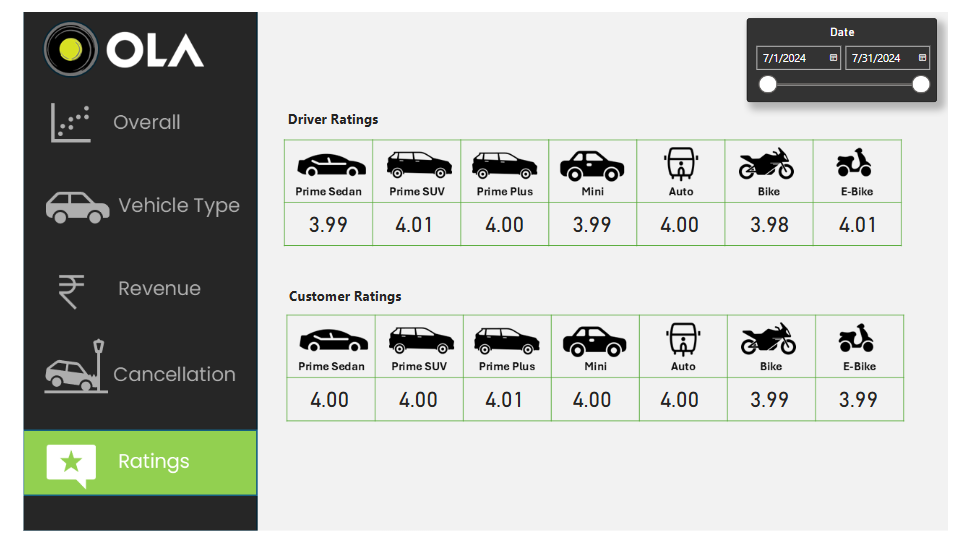 OLA
Overall
Vehicle Type
Revenue
Cancellation
Ratings
Date
7/1/2024 7/31/2024
Driver Ratings
Prime Sedan Prime SUV Prime Plus Mini Auto Bike E-Bike
3.99 4.01 4.00 3.99 4.00 3.98 4.01
Customer Ratings
Prime Sedan Prime SUV Prime Plus Mini Auto Bike E-Bike
4.00 4.00 4.01 4.00 4.00 3.99 3.99